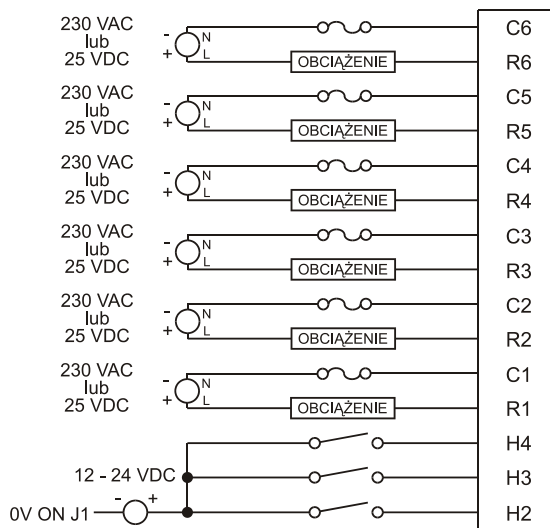 230 VAC
lub
25 VDC
- N
+ L
OBCIĄŻENIE
C6
R6
230 VAC
lub
25 VDC
- N
+ L
OBCIĄŻENIE
C5
R5
230 VAC
lub
25 VDC
- N
+ L
OBCIĄŻENIE
C4
R4
230 VAC
lub
25 VDC
- N
+ L
OBCIĄŻENIE
C3
R3
230 VAC
lub
25 VDC
- N
+ L
OBCIĄŻENIE
C2
R2
230 VAC
lub
25 VDC
- N
+ L
OBCIĄŻENIE
C1
R1
H4
12 - 24 VDC
H3
0V ON J1
- +
H2